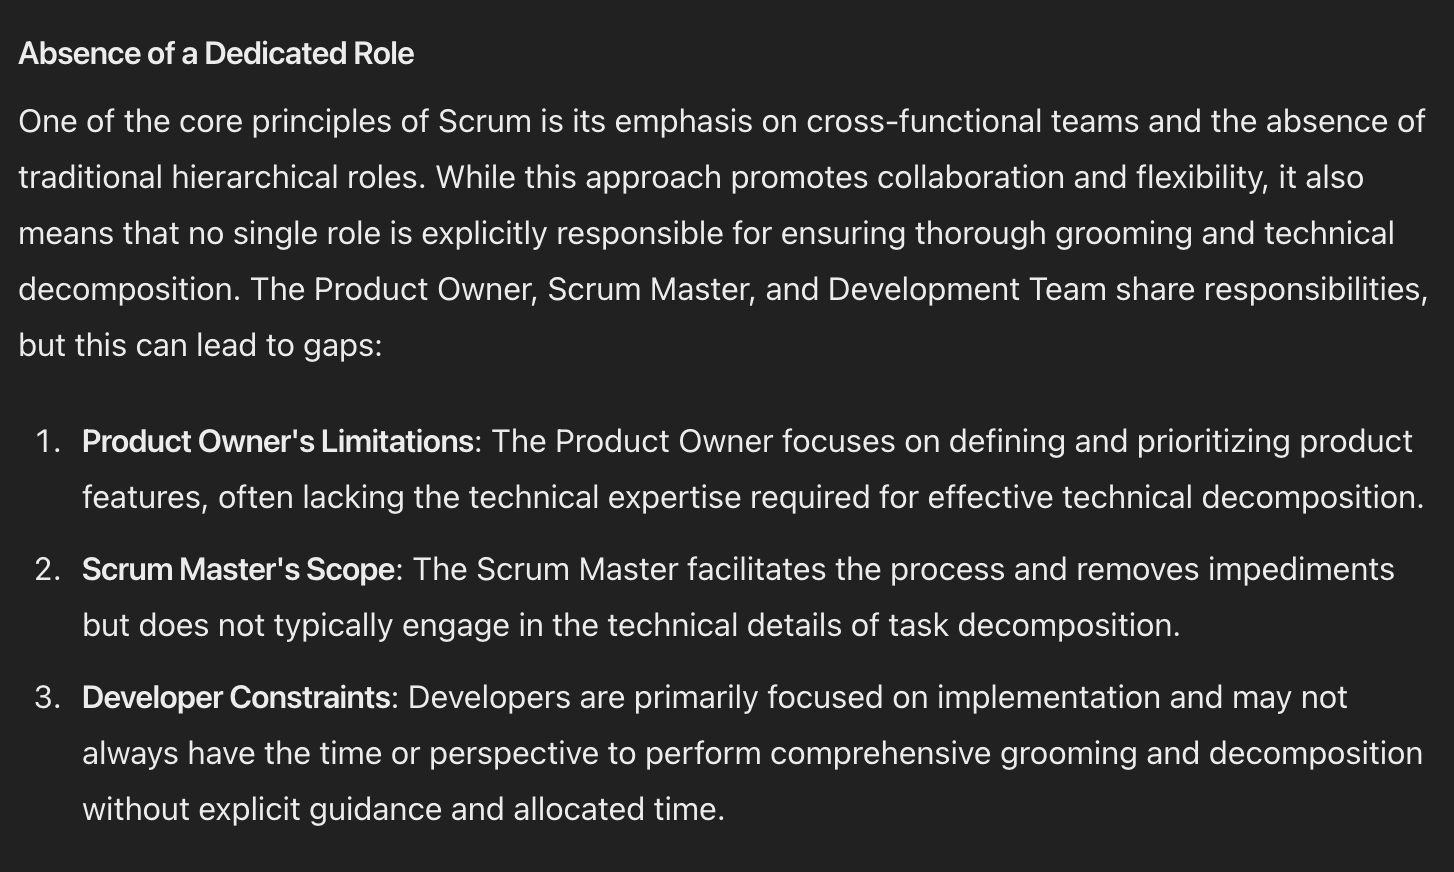 Absence of a Dedicated Role
One of the core principles of Scrum is its emphasis on cross-functional teams and the absence of
traditional hierarchical roles. While this approach promotes collaboration and flexibility, it also
means that no single role is explicitly responsible for ensuring thorough grooming and technical
decomposition. The Product Owner, Scrum Master, and Development Team share responsibilities,
but this can lead to gaps:
1. Product Owner's Limitations: The Product Owner focuses on defining and prioritizing product
features, often lacking the technical expertise required for effective technical decomposition.
2. Scrum Master's Scope: The Scrum Master facilitates the process and removes impediments
but does not typically engage in the technical details of task decomposition.
3. Developer Constraints: Developers are primarily focused on implementation and may not
always have the time or perspective to perform comprehensive grooming and decomposition
without explicit guidance and allocated time.